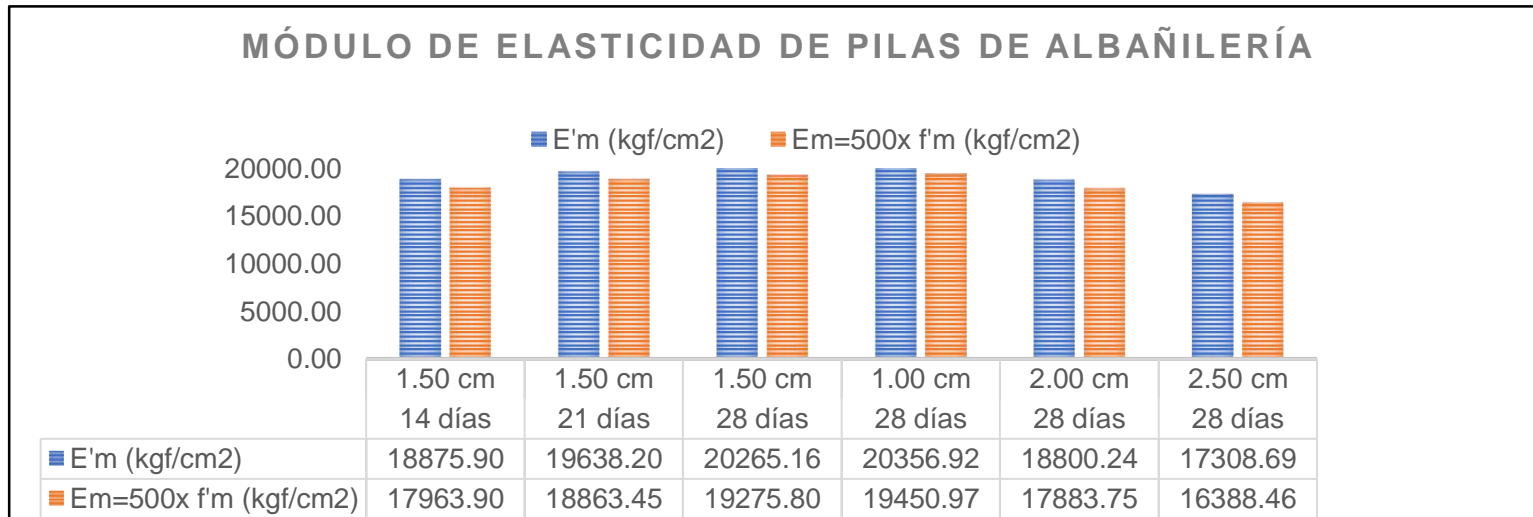 MÓDULO DE ELASTICIDAD DE PILAS DE ALBAÑILERÍA
E'm (kgf/cm2) Em=500x f'm (kgf/cm2)
20000.00
15000.00
10000.00
5000.00
0.00
1.50 cm 1.50 cm 1.50 cm 1.00 cm 2.00 cm 2.50 cm
14 días 21 días 28 días 28 días 28 días 28 días
E'm (kgf/cm2) 18875.90 19638.20 20265.16 20356.92 18800.24 17308.69
Em=500x f'm (kgf/cm2) 17963.90 18863.45 19275.80 19450.97 17883.75 16388.46